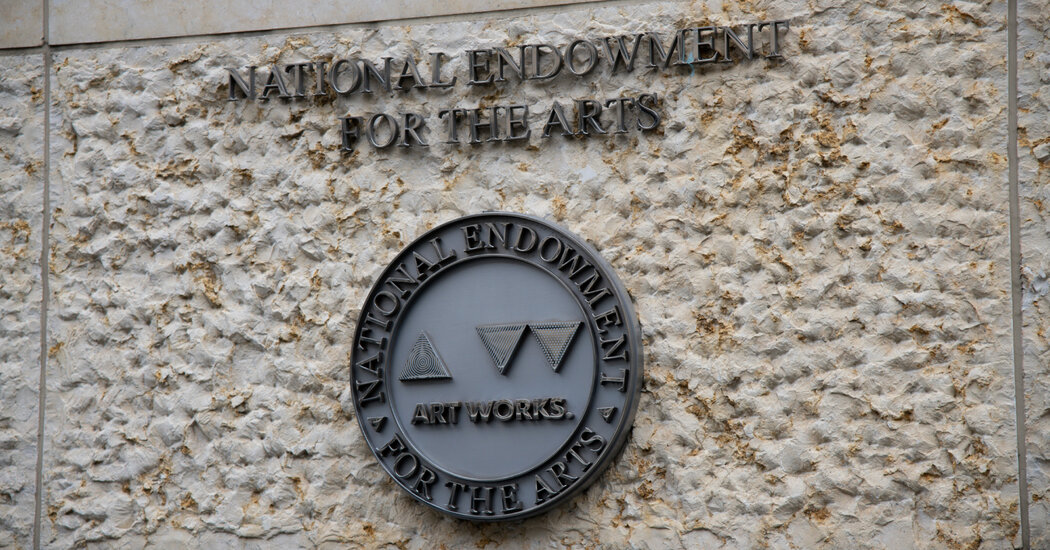 NATIONAL ENDOWMENT
FOR THE ARTS
NATIONAL ENDOWMENT
ART WORKS.
FOR THE ARTS